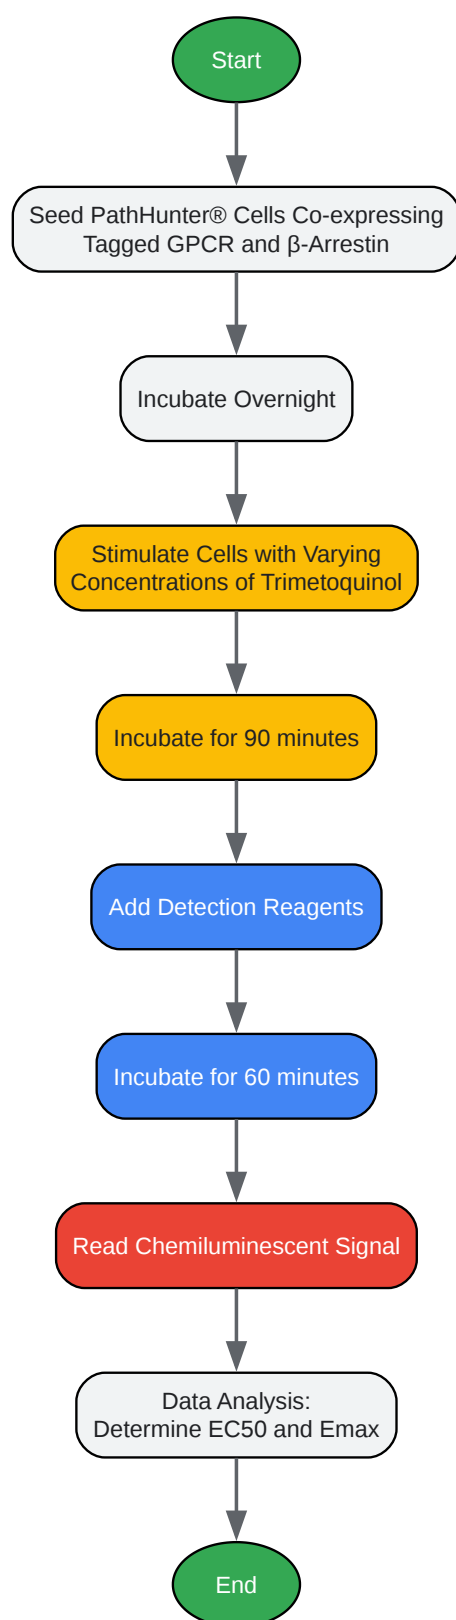 Start
Seed PathHunter® Cells Co-expressing
Tagged GPCR and β-Arrestin
Incubate Overnight
Stimulate Cells with Varying
Concentrations of Trimetoquinol
Incubate for 90 minutes
Add Detection Reagents
Incubate for 60 minutes
Read Chemiluminescent Signal
Data Analysis:
Determine EC50 and Emax
End